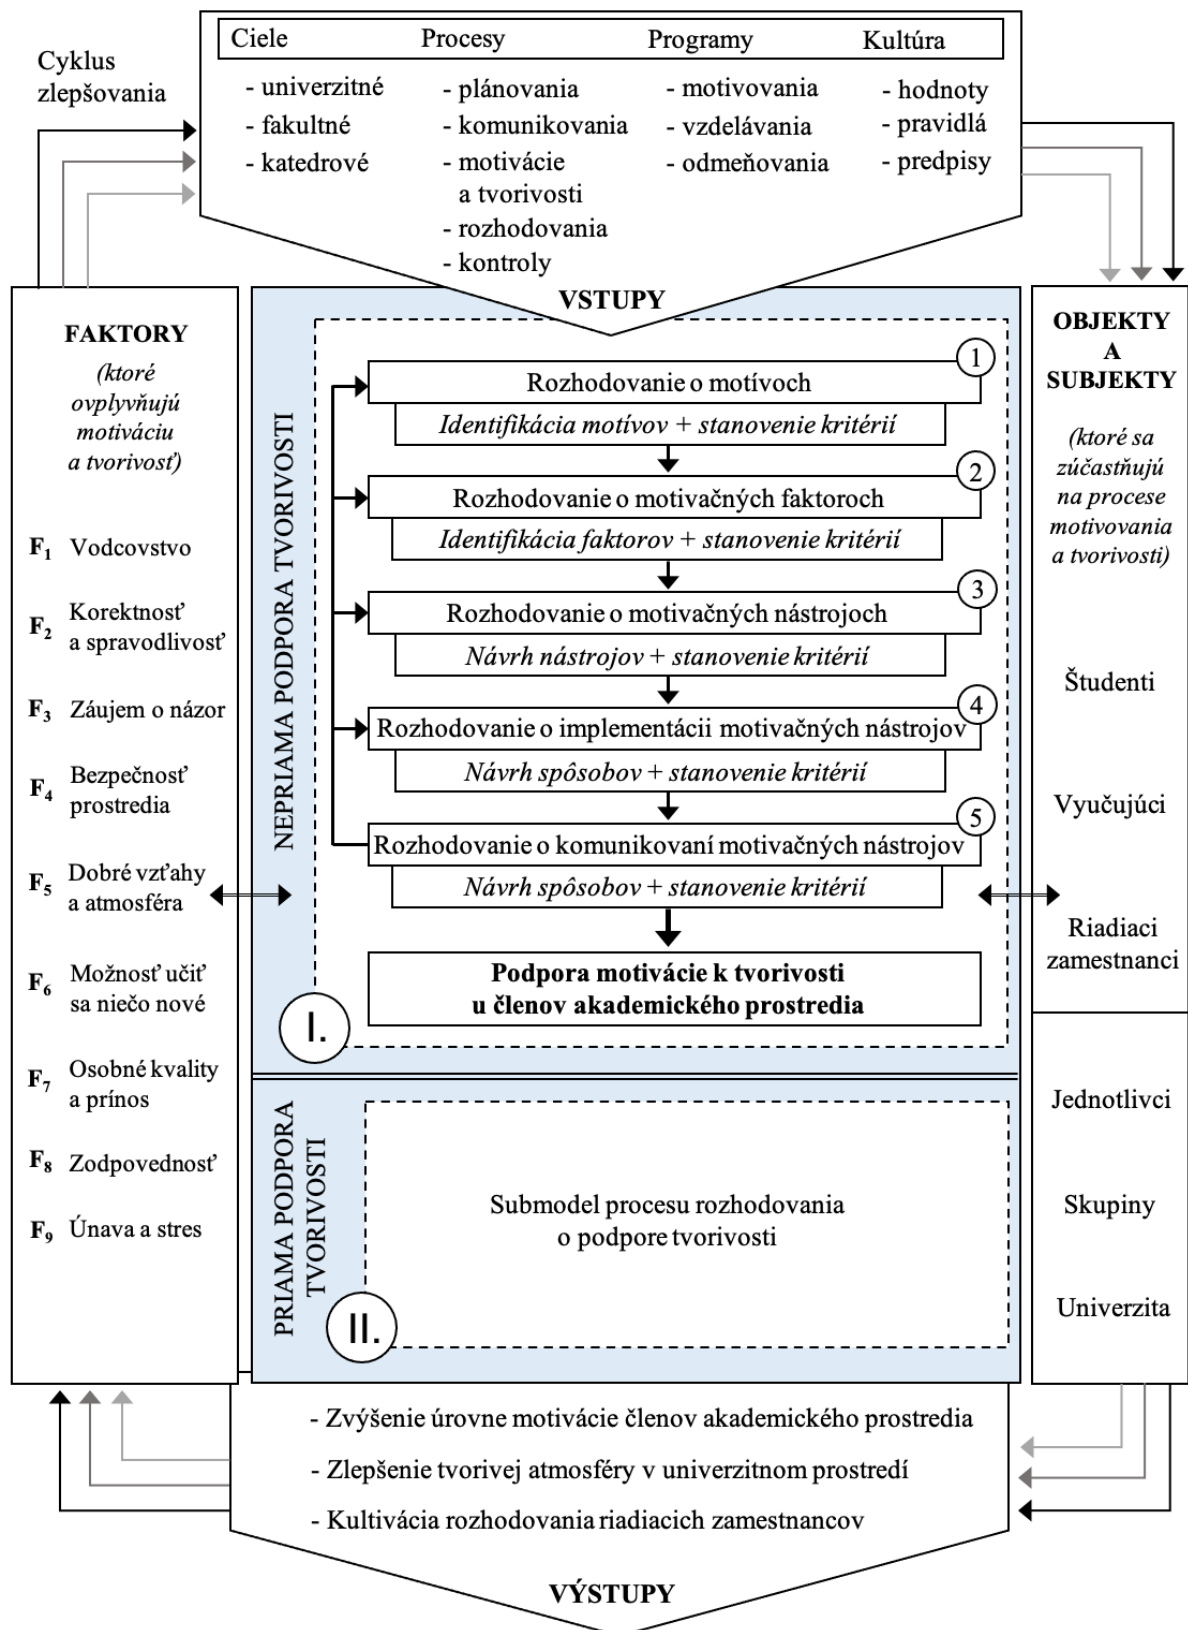 Cyklus
zlepšovania
Ciele
Procesy
Programy
Kultúra
- univerzitné
- fakultné
- katedrové
- plánovania
- komunikovania
- motivácie
a tvorivosti
- rozhodovania
- kontroly
- motivovania
- vzdelávania
- odmeňovania
- hodnoty
- pravidlá
- predpisy
VSTUPY
FAKTORY
(ktoré
ovplyvňujú
motiváciu
a tvorivosť)
F1 Vodcovstvo
F2 Korektnosť
a spravodlivosť
F3 Záujem o názor
F4 Bezpečnosť
prostredia
F5 Dobré vzťahy
a atmosféra
F6 Možnosť učiť
sa niečo nové
F7 Osobné kvality
a prínos
F8 Zodpovednosť
F9 Únava a stres
NEPRIAMA PODPORA TVORIVOSTI
1
Rozhodovanie o motívoch
Identifikácia motívov + stanovenie kritérií
2
Rozhodovanie o motivačných faktoroch
Identifikácia faktorov + stanovenie kritérií
3
Rozhodovanie o motivačných nástrojoch
Návrh nástrojov + stanovenie kritérií
4
Rozhodovanie o implementácii motivačných nástrojov
Návrh spôsobov + stanovenie kritérií
5
Rozhodovanie o komunikovaní motivačných nástrojov
Návrh spôsobov + stanovenie kritérií
Podpora motivácie k tvorivosti
u členov akademického prostredia
I.
PRIAMA PODPORA
TVORIVOSTI
Submodel procesu rozhodovania
o podpore tvorivosti
II.
OBJEKTY
A
SUBJEKTY
(ktoré sa
zúčastňujú
na procese
motivovania
a tvorivosti)
Študenti
Vyučujúci
Riadiaci
zamestnanci
Jednotlivci
Skupiny
Univerzita
- Zvýšenie úrovne motivácie členov akademického prostredia
- Zlepšenie tvorivej atmosféry v univerzitnom prostredí
- Kultivácia rozhodovania riadiacich zamestnancov
VÝSTUPY